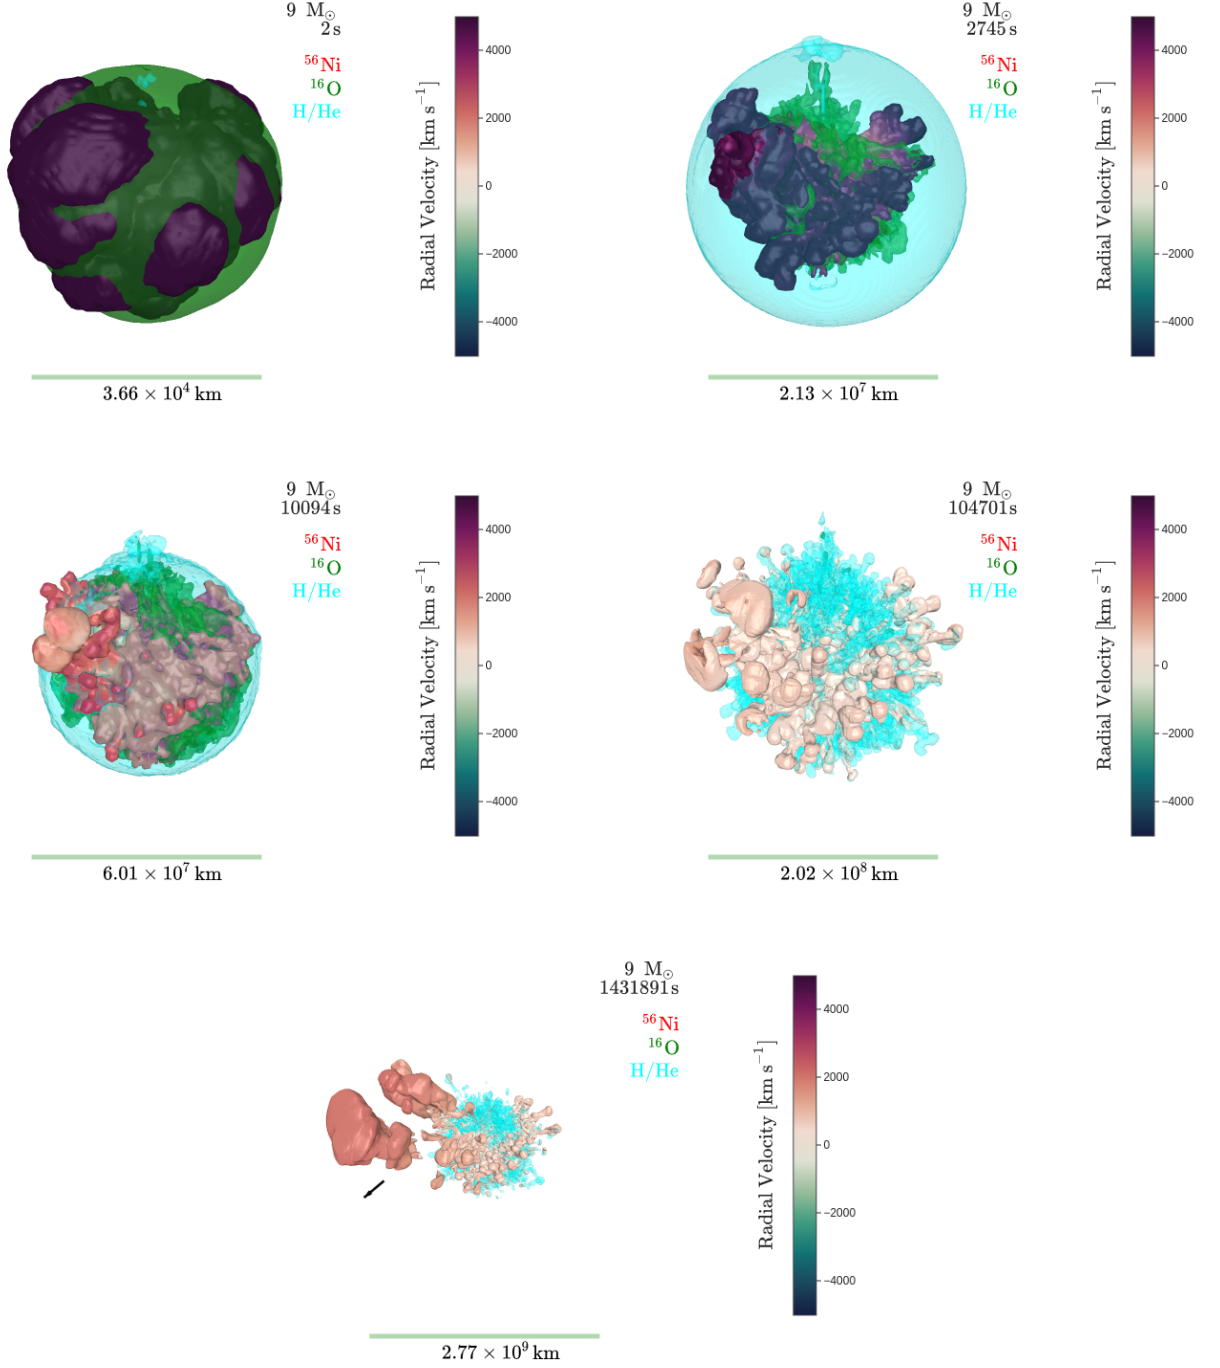 9 M☉
2 s
⁵⁶Ni
¹⁶O
H/He
Radial Velocity [km s⁻¹]
4000
2000
0
−2000
−4000
3.66 × 10⁴ km
9 M☉
2745 s
⁵⁶Ni
¹⁶O
H/He
Radial Velocity [km s⁻¹]
4000
2000
0
−2000
−4000
2.13 × 10⁷ km
9 M☉
10094 s
⁵⁶Ni
¹⁶O
H/He
Radial Velocity [km s⁻¹]
4000
2000
0
−2000
−4000
6.01 × 10⁷ km
9 M☉
104701 s
⁵⁶Ni
¹⁶O
H/He
Radial Velocity [km s⁻¹]
4000
2000
0
−2000
−4000
2.02 × 10⁸ km
9 M☉
1431891 s
⁵⁶Ni
¹⁶O
H/He
Radial Velocity [km s⁻¹]
4000
2000
0
−2000
−4000
2.77 × 10⁹ km